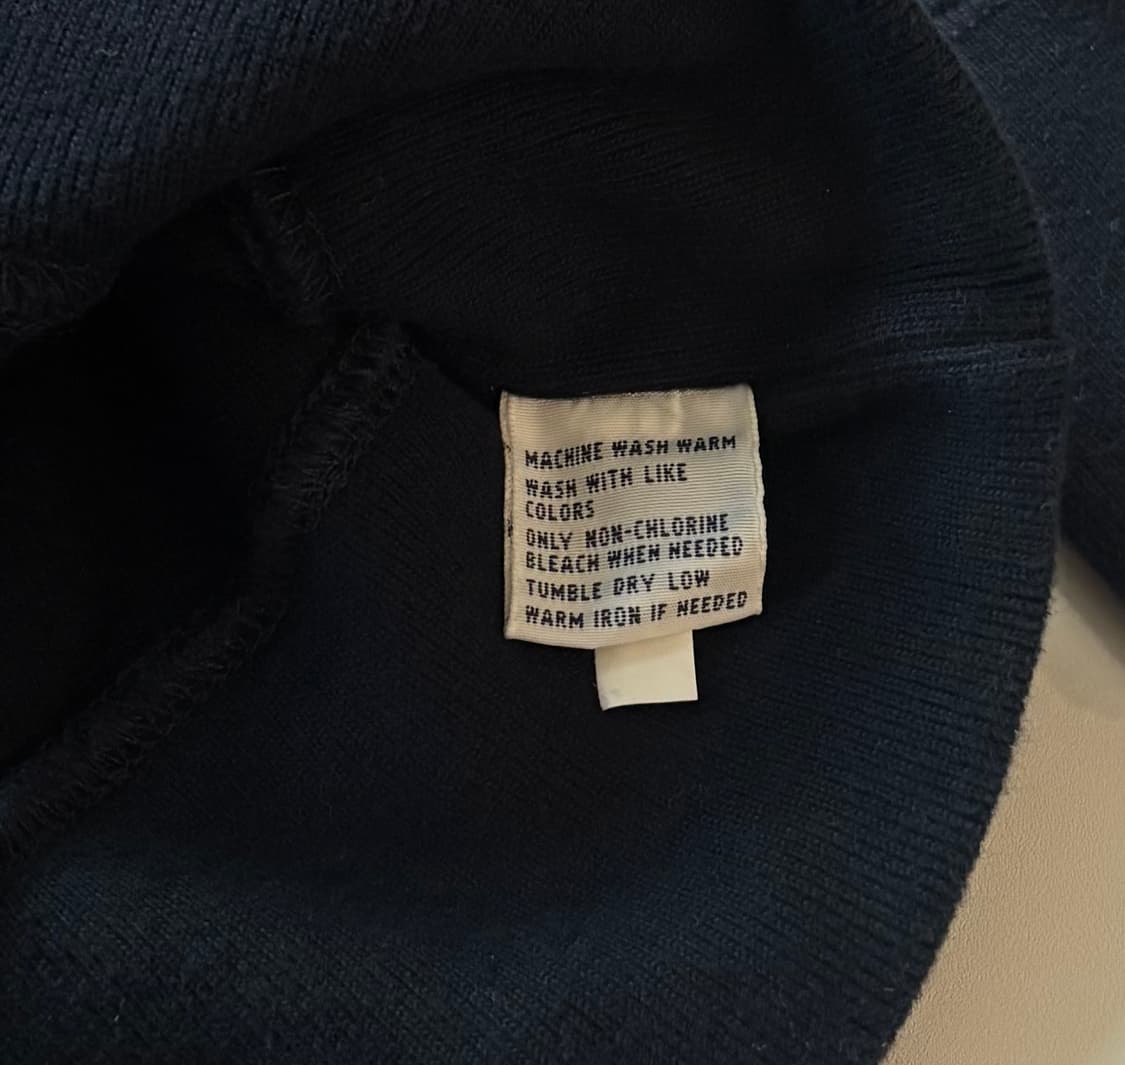 MACHINE WASH WARM
WASH WITH LIKE
COLORS
ONLY NON-CHLORINE
BLEACH WHEN NEEDED
TUMBLE DRY LOW
WARM IRON IF NEEDED